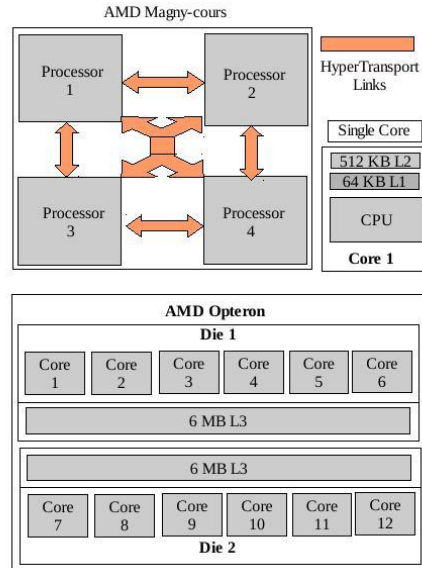 AMD Magny-cours
Processor
1
Processor
2
Processor
3
Processor
4
HyperTransport
Links
Single Core
512 KB L2
64 KB L1
CPU
Core 1
AMD Opteron
Die 1
Core
1
Core
2
Core
3
Core
4
Core
5
Core
6
6 MB L3
6 MB L3
Core
7
Core
8
Core
9
Core
10
Core
11
Core
12
Die 2